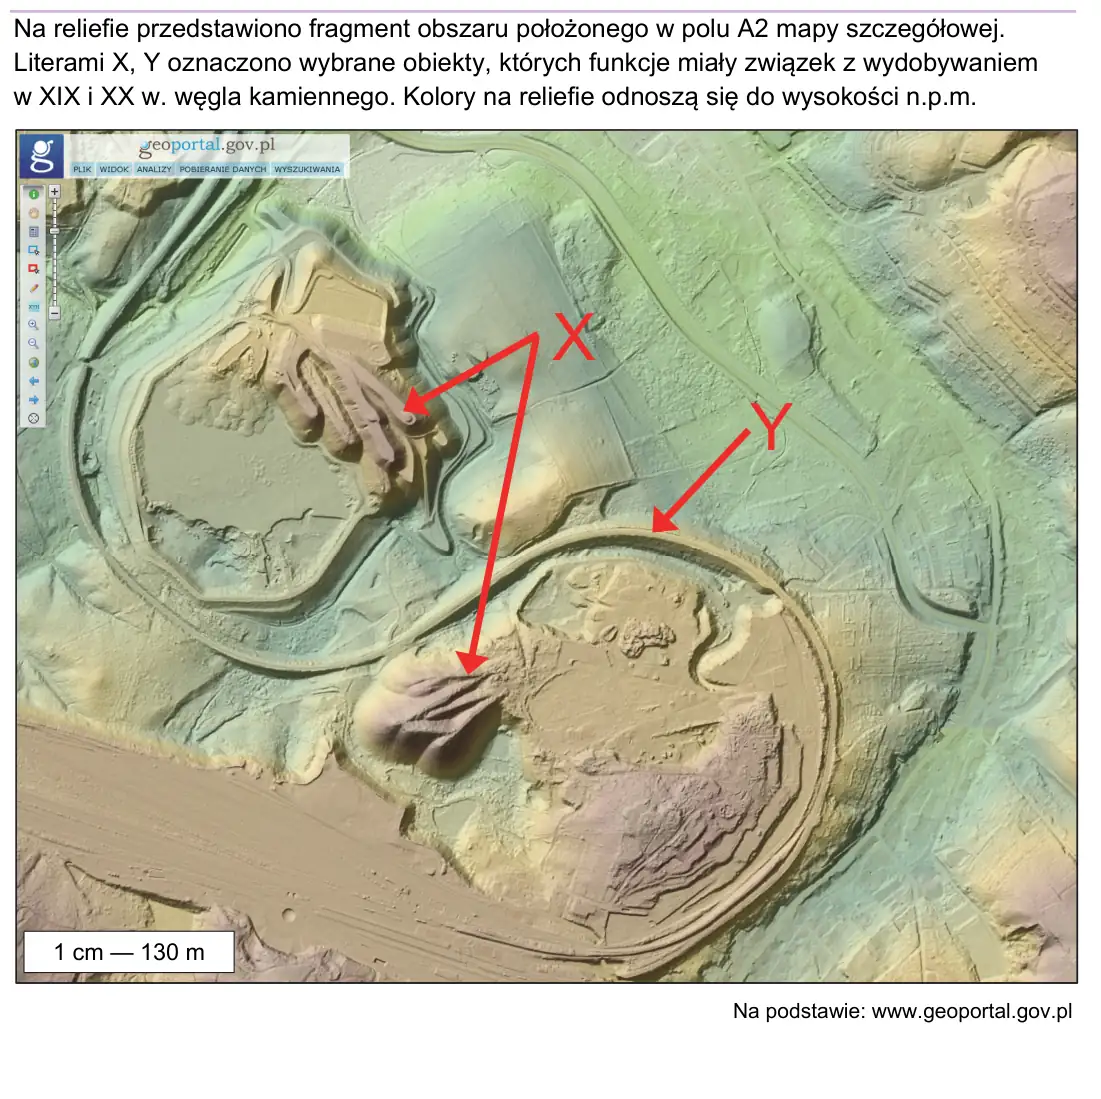 Na reliefie przedstawiono fragment obszaru położonego w polu A2 mapy szczegółowej.
Literami X, Y oznaczono wybrane obiekty, których funkcje miały związek z wydobywaniem
w XIX i XX w. węgla kamiennego. Kolory na reliefie odnoszą się do wysokości n.p.m.
geoportal.gov.pl
PLIK WIDOK ANALIZY POBIERANIE DANYCH WYSZUKIWANIA
X
Y
1 cm — 130 m
Na podstawie: www.geoportal.gov.pl